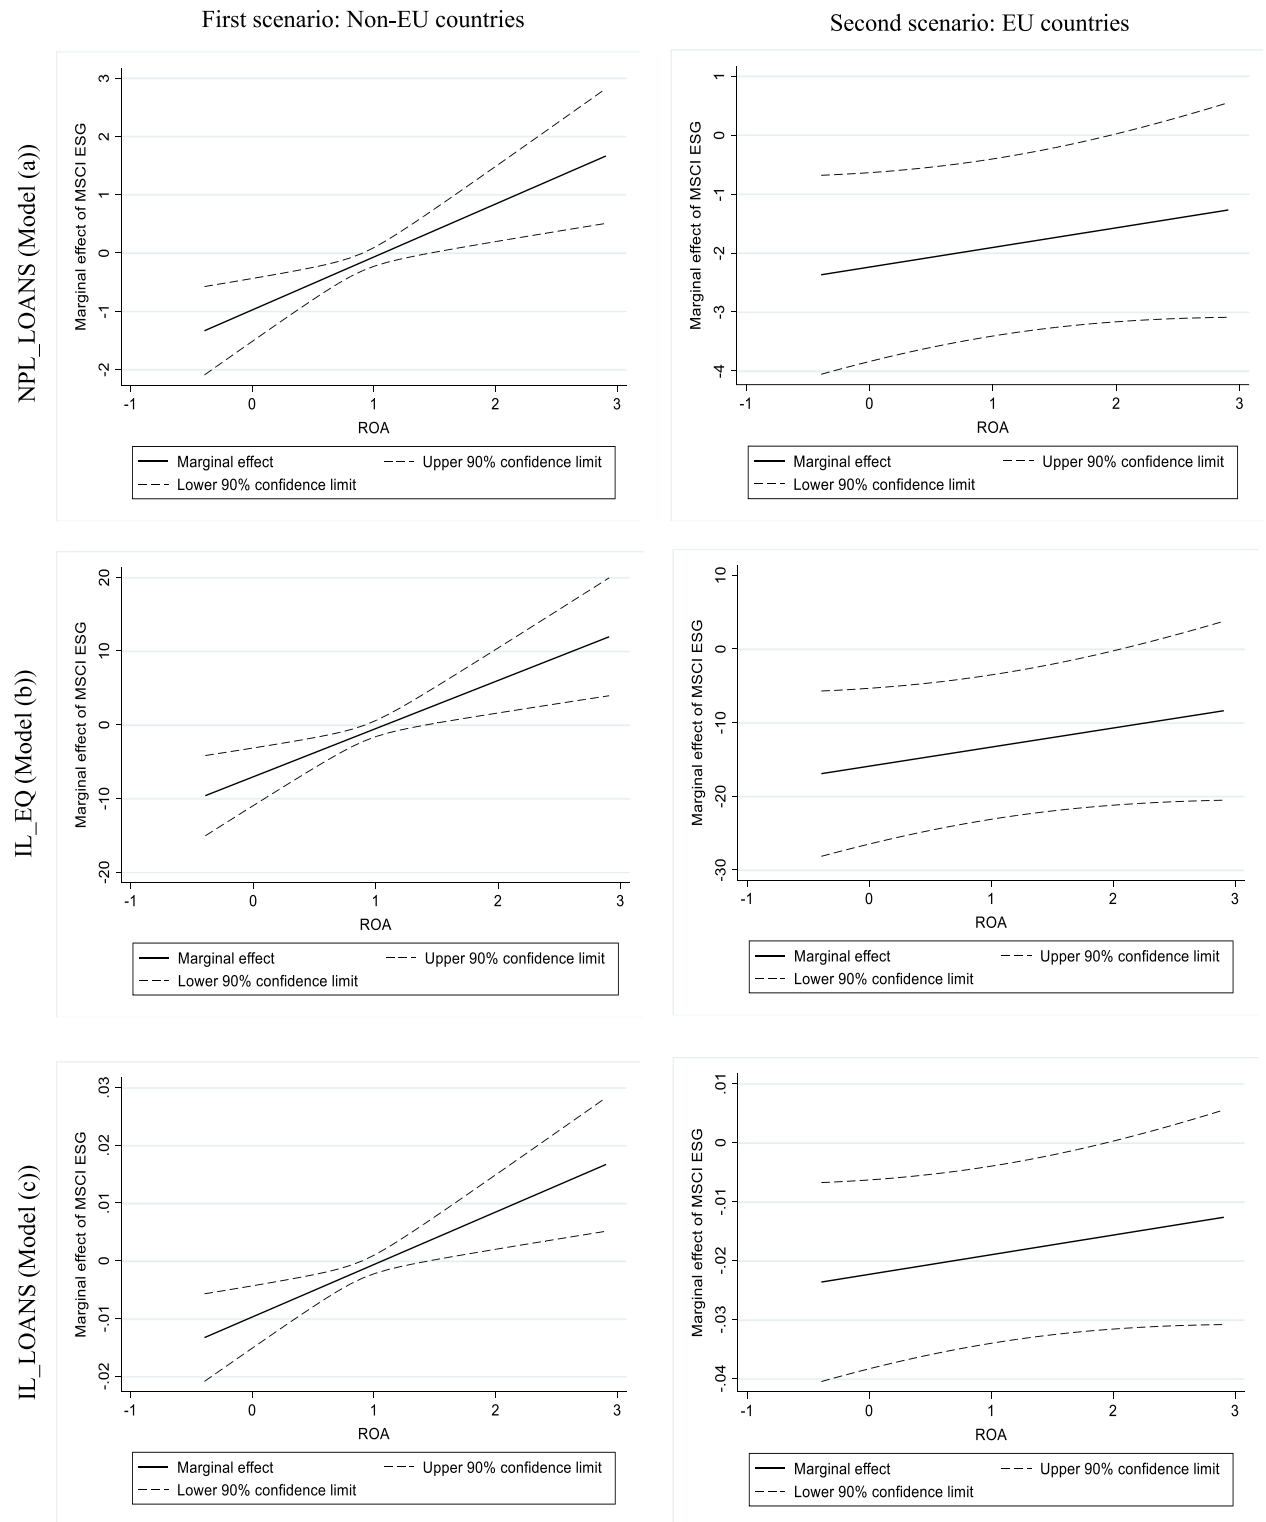 First scenario: Non-EU countries
Second scenario: EU countries
NPL_LOANS (Model (a))
Marginal effect of MSCI ESG
3
2
1
0
-1
-2
-1 0 1 2 3
ROA
Marginal effect
Upper 90% confidence limit
Lower 90% confidence limit
Marginal effect of MSCI ESG
1
0
-1
-2
-3
-4
-1 0 1 2 3
ROA
Marginal effect
Upper 90% confidence limit
Lower 90% confidence limit
IL_EQ (Model (b))
Marginal effect of MSCI ESG
20
10
0
-10
-20
-1 0 1 2 3
ROA
Marginal effect
Upper 90% confidence limit
Lower 90% confidence limit
Marginal effect of MSCI ESG
10
0
-10
-20
-30
-1 0 1 2 3
ROA
Marginal effect
Upper 90% confidence limit
Lower 90% confidence limit
IL_LOANS (Model (c))
Marginal effect of MSCI ESG
.03
.02
.01
0
-.01
-.02
-1 0 1 2 3
ROA
Marginal effect
Upper 90% confidence limit
Lower 90% confidence limit
Marginal effect of MSCI ESG
.01
0
-.01
-.02
-.03
-.04
-1 0 1 2 3
ROA
Marginal effect
Upper 90% confidence limit
Lower 90% confidence limit